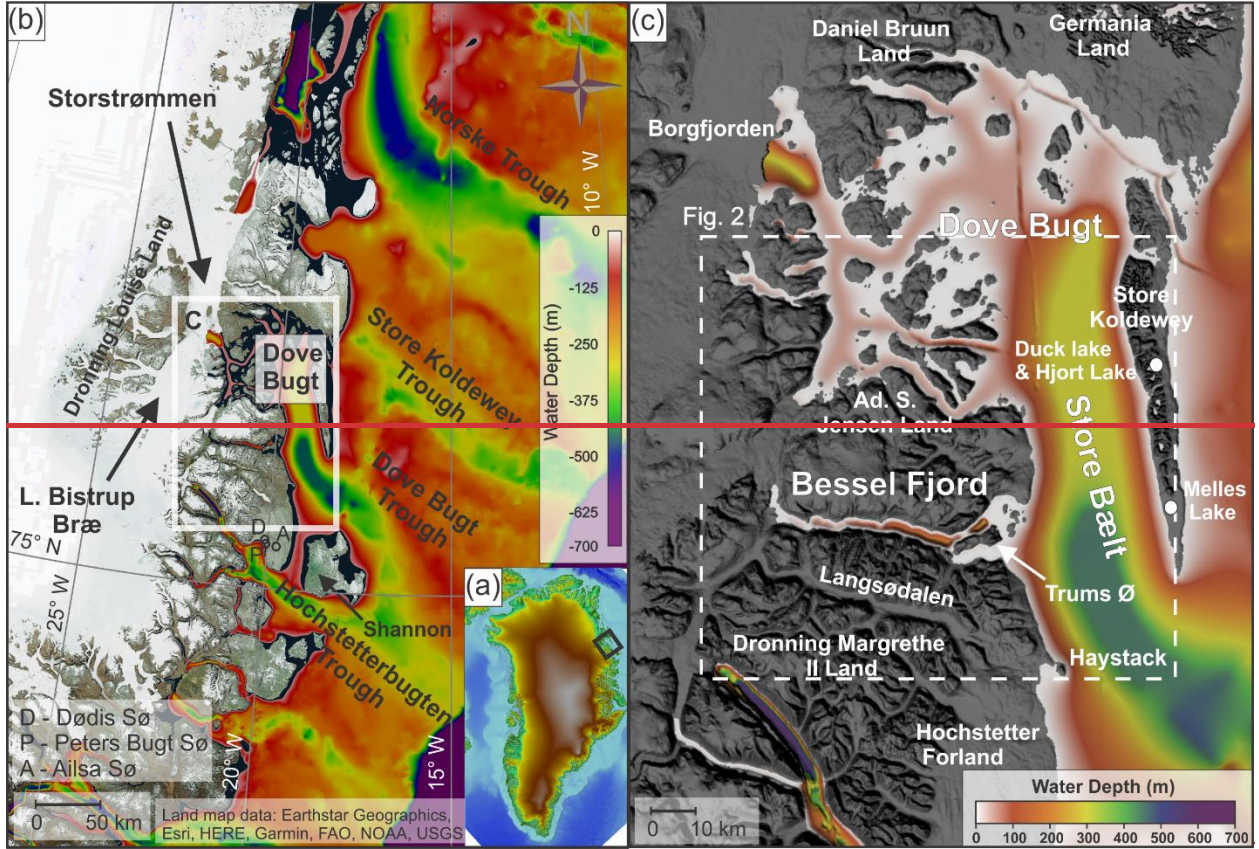 (b)
N
Storstrømmen
Norske Trough
10° W
Water Depth (m)
0
-125
-250
-375
-500
-625
-700
Dronning Louise Land
C
Dove
Bugt
Store Koldewey
Trough
L. Bistrup
Bræ
Dove Bugt
Trough
75° N
25° W
D
A
P
Hochstetterbugten
Trough
Shannon
(a)
D - Dødis Sø
P - Peters Bugt Sø
A - Ailsa Sø
20° W
15° W
0 50 km
Land map data: Earthstar Geographics,
Esri, HERE, Garmin, FAO, NOAA, USGS
(c)
Daniel Bruun
Land
Germania
Land
Borgfjorden
Fig. 2
Dove Bugt
Store
Koldewey
Duck lake
& Hjort Lake
Ad. S.
Jensen Land
Store Bælt
Bessel Fjord
Melles
Lake
Langsødalen
Trums Ø
Dronning Margrethe
II Land
Haystack
Hochstetter
Forland
0 10 km
Water Depth (m)
0 100 200 300 400 500 600 700